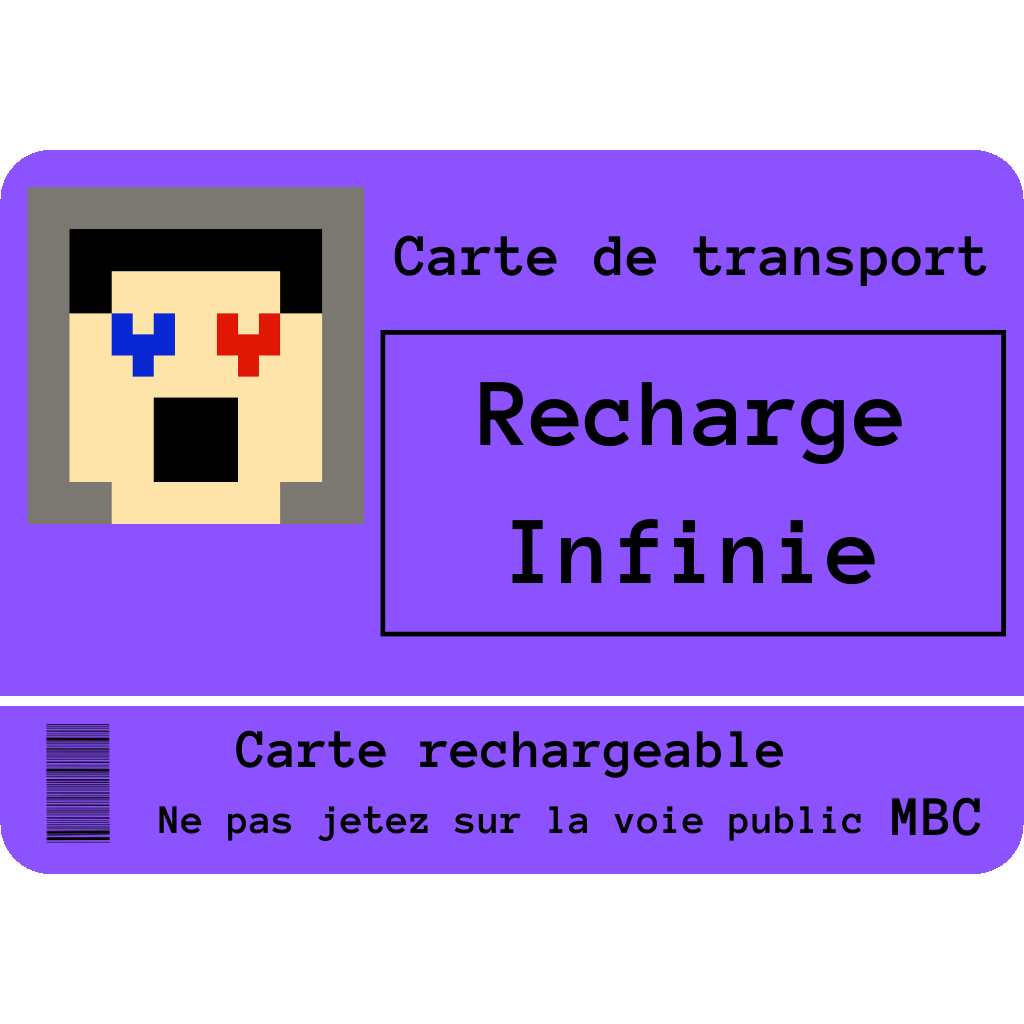 Carte de transport
Recharge
Infinie
Carte rechargeable
Ne pas jetez sur la voie public MBC